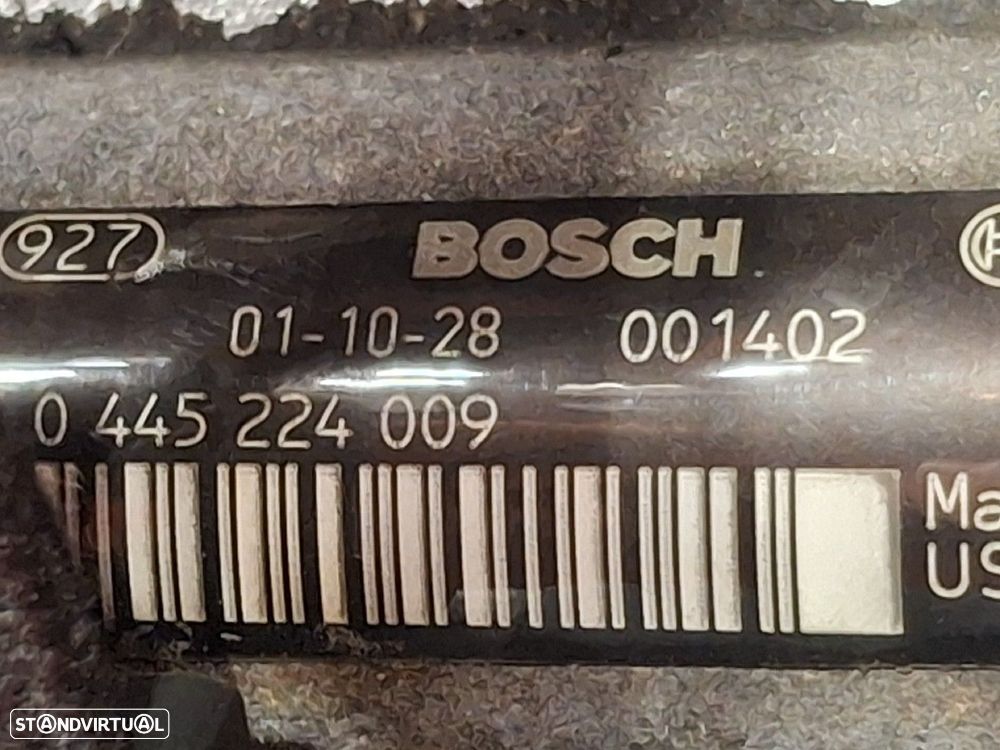 927 BOSCH
01-10-28 001402
0 445 224 009
STANDVIRTUAL